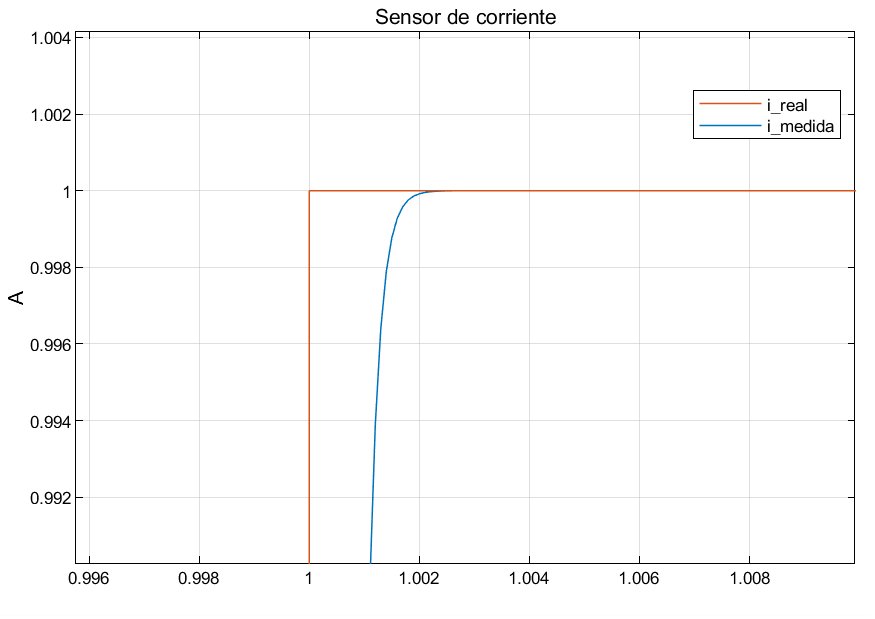 Sensor de corriente
1.004
1.002
1
0.998
0.996
0.994
0.992
A
i_real
i_medida
0.996 0.998 1 1.002 1.004 1.006 1.008